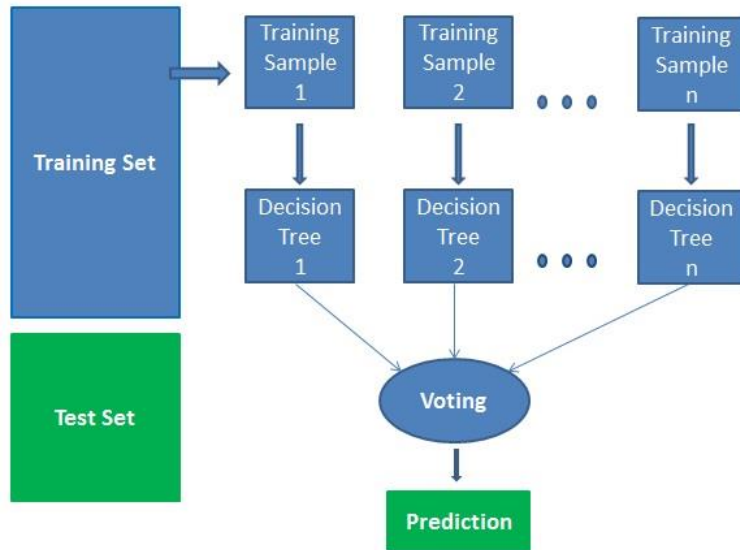 Training Set
Training
Sample
1
Training
Sample
2
Training
Sample
n
Decision
Tree
1
Decision
Tree
2
Decision
Tree
n
Voting
Test Set
Prediction